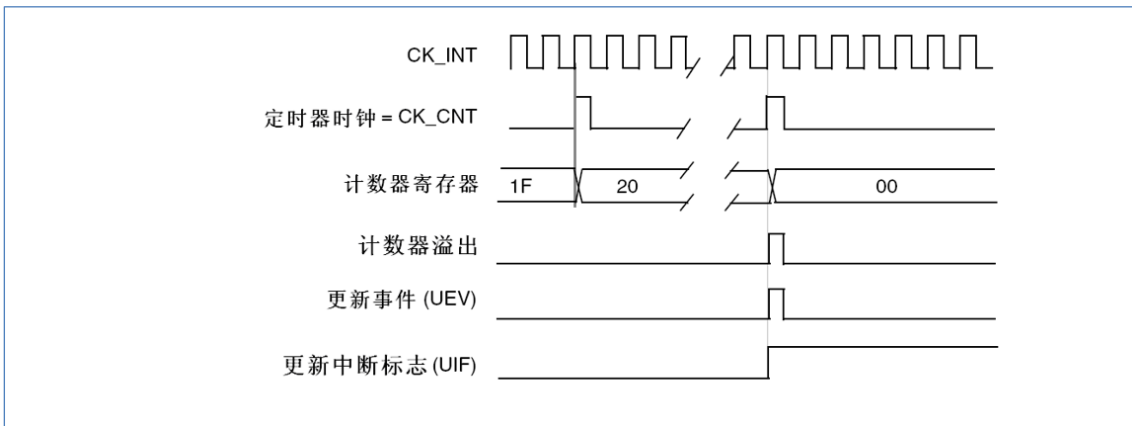 CK_INT
定时器时钟 = CK_CNT
计数器寄存器 1F 20 00
计数器溢出
更新事件 (UEV)
更新中断标志 (UIF)